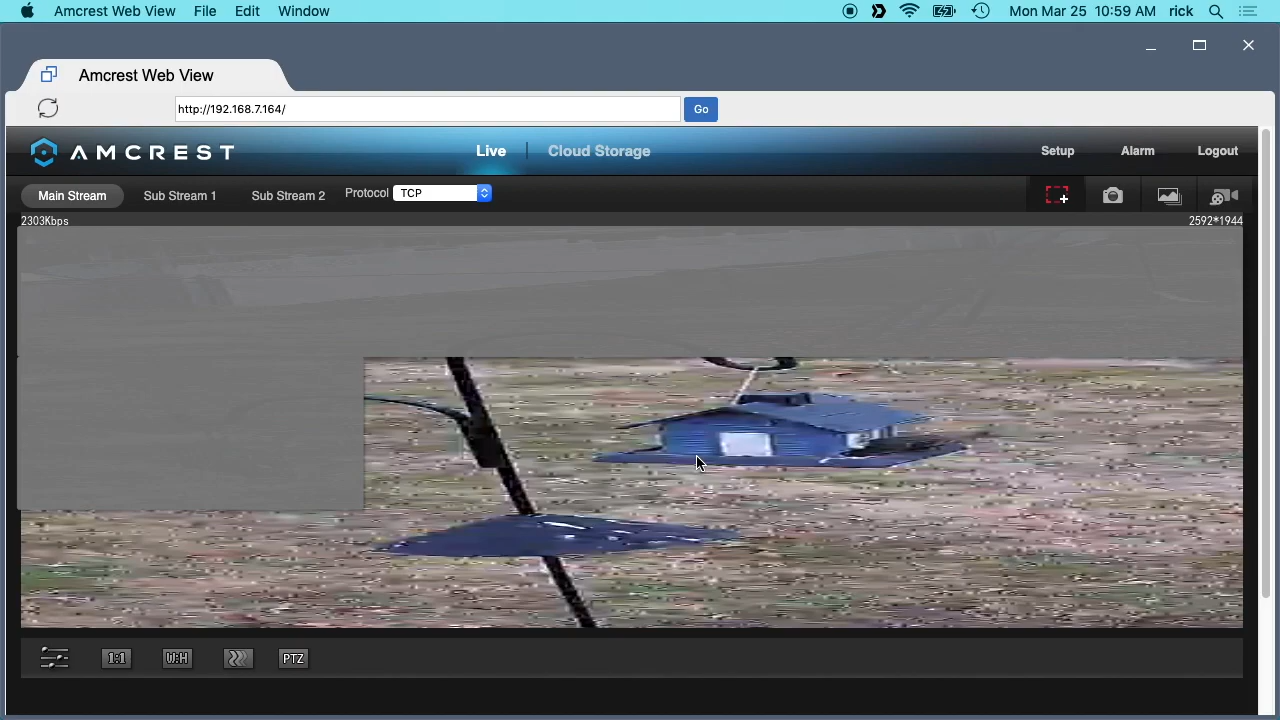 Amcrest Web View File Edit Window Mon Mar 25 10:59 AM rick
Amcrest Web View
http://192.168.7.164/ Go
AMCREST Live Cloud Storage Setup Alarm Logout
Main Stream Sub Stream 1 Sub Stream 2 Protocol TCP
2303Kbps 2592*1944
1:1 W:H PTZ